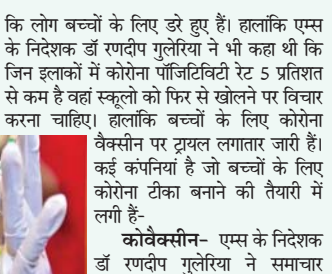 कि लोग बच्चों के लिए डरे हुए हैं। हालांकि एम्स
के निदेशक डॉ रणदीप गुलेरिया ने भी कहा थी कि
जिन इलाकों में कोरोना पॉजिटिविटी रेट 5 प्रतिशत
से कम है वहां स्कूलो को फिर से खोलने पर विचार
करना चाहिए। हालांकि बच्चों के लिए कोरोना
वैक्सीन पर ट्रायल लगातार जारी हैं।
कई कंपनियां है जो बच्चों के लिए
कोरोना टीका बनाने की तैयारी में
लगी हैं-
कोवैक्सीन- एम्स के निदेशक
डॉ रणदीप गुलेरिया ने समाचार